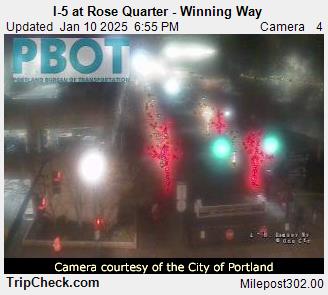 I-5 at Rose Quarter - Winning Way
Updated Jan 10 2025 6:55 PM Camera 4
PBOT
PORTLAND BUREAU OF TRANSPORTATION
Camera courtesy of the City of Portland
TripCheck.com Milepost302.00